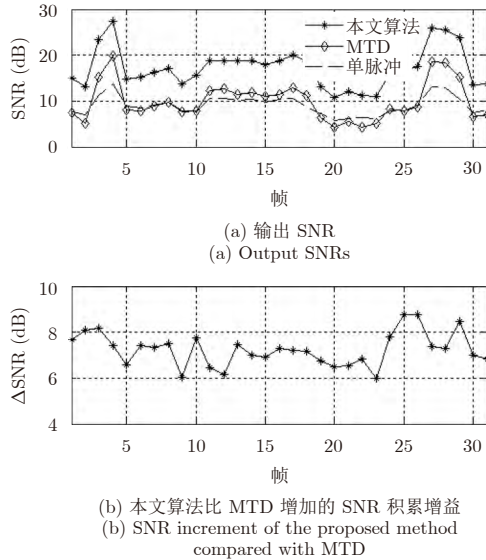 30
20
10
0
SNR (dB)
本文算法
MTD
单脉冲
5 10 15 20 25 30
帧
(a) 输出 SNR
(a) Output SNRs
10
8
6
4
ΔSNR (dB)
5 10 15 20 25 30
帧
(b) 本文算法比 MTD 增加的 SNR 积累增益
(b) SNR increment of the proposed method
compared with MTD